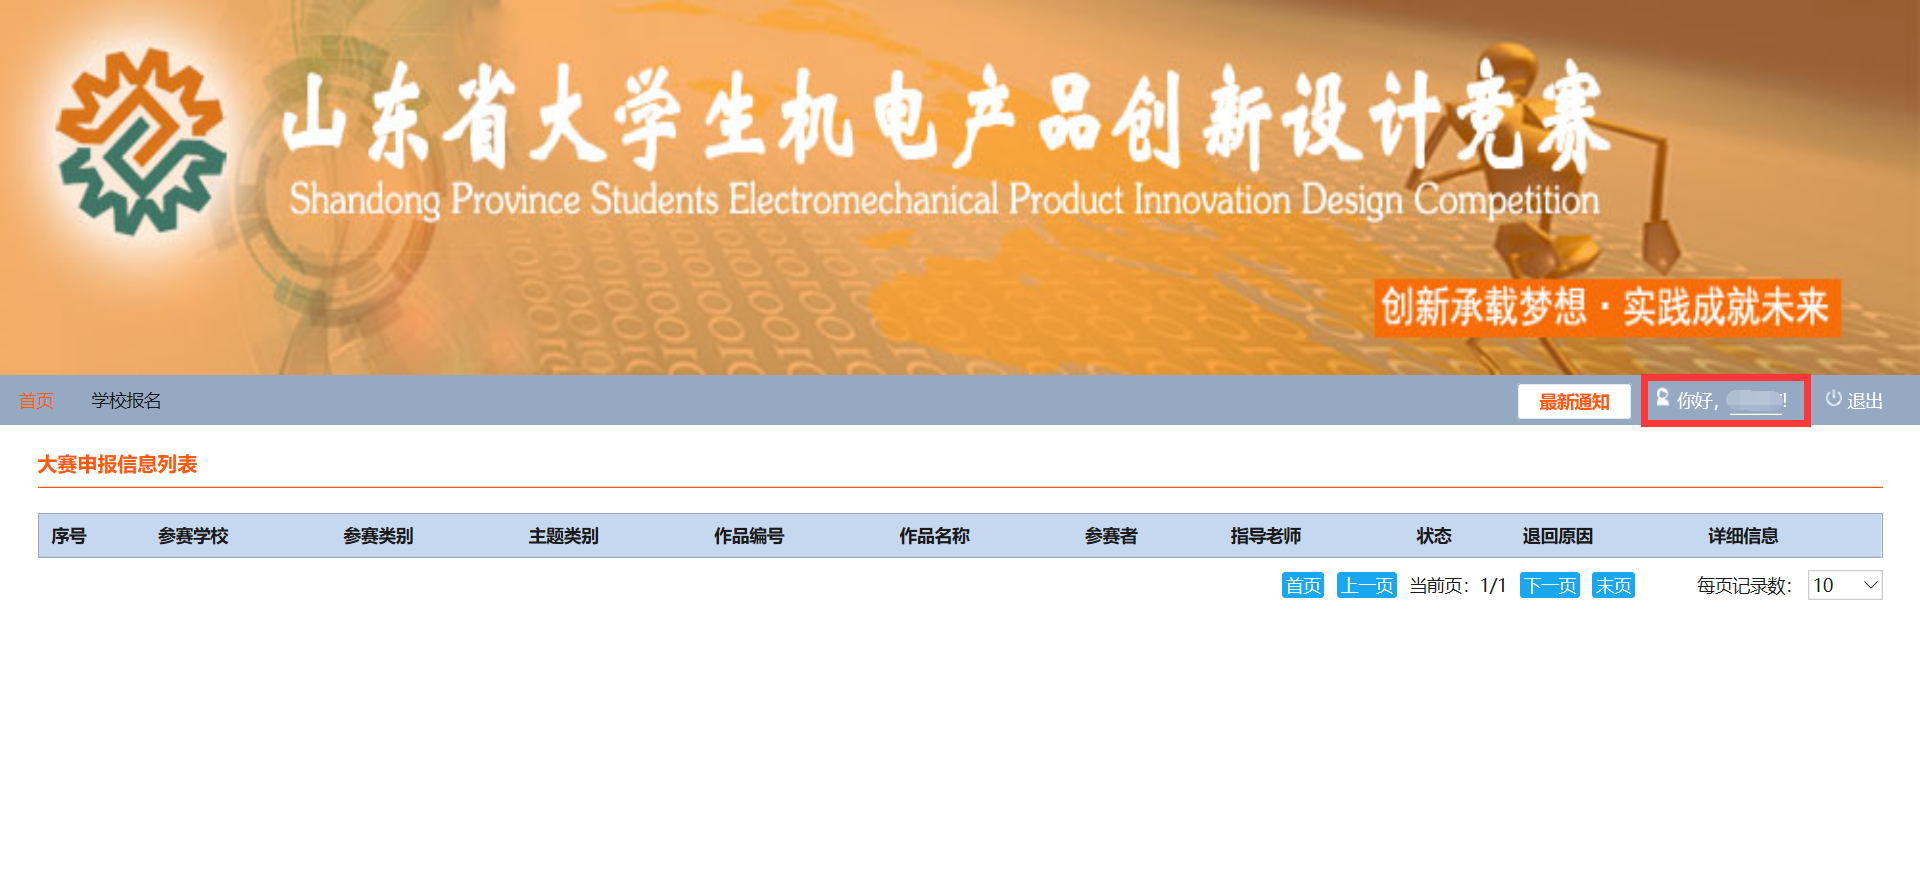 山东省大学生机电产品创新设计竞赛
Shandong Province Students Electromechanical Product Innovation Design Competition
创新承载梦想·实践成就未来
首页 学校报名 最新通知 你好, ! 退出
大赛申报信息列表
序号 参赛学校 参赛类别 主题类别 作品编号 作品名称 参赛者 指导老师 状态 退回原因 详细信息
首页 上一页 当前页：1/1 下一页 末页 每页记录数： 10